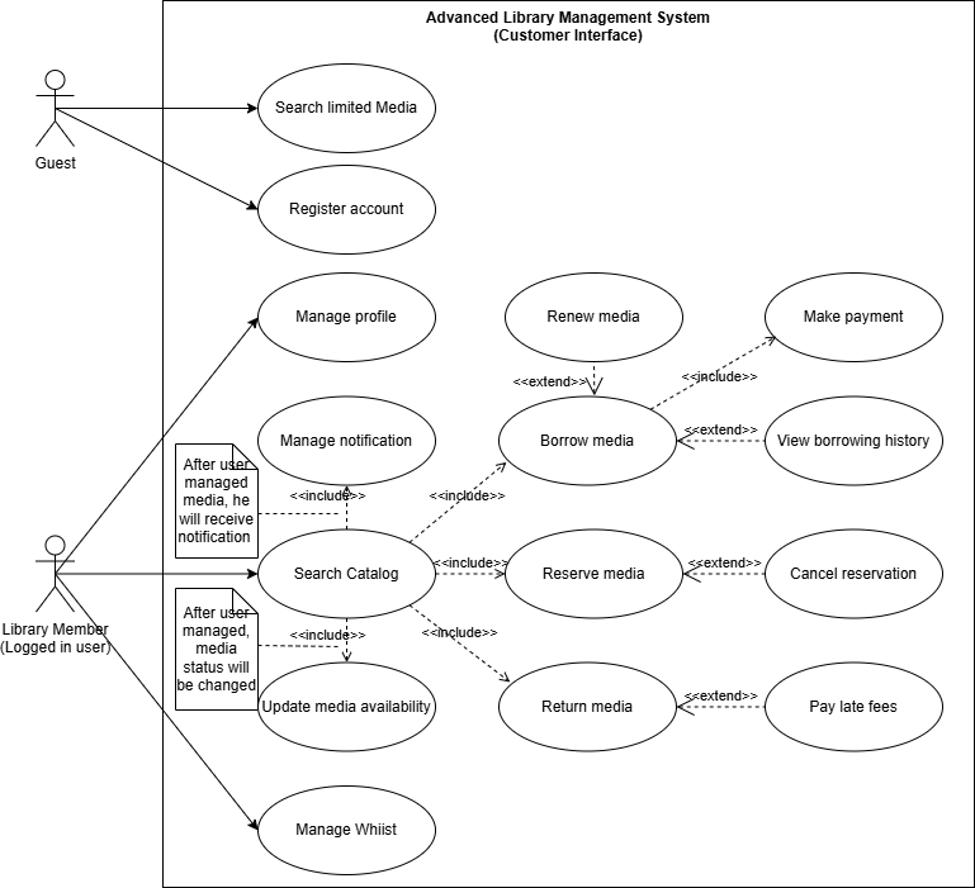 Advanced Library Management System
(Customer Interface)
Search limited Media
Guest
Register account
Manage profile
Renew media
Make payment
<<extend>>
<<include>>
Manage notification
Borrow media
<<extend>>
View borrowing history
After user
managed
media, he
will receive
notification
<<include>>
<<include>>
Search Catalog
<<include>>
Reserve media
<<extend>>
Cancel reservation
Library Member
(Logged in user)
After user
managed,
media
status will
be changed
<<include>>
<<include>>
Update media availability
Return media
<<extend>>
Pay late fees
Manage Whiist